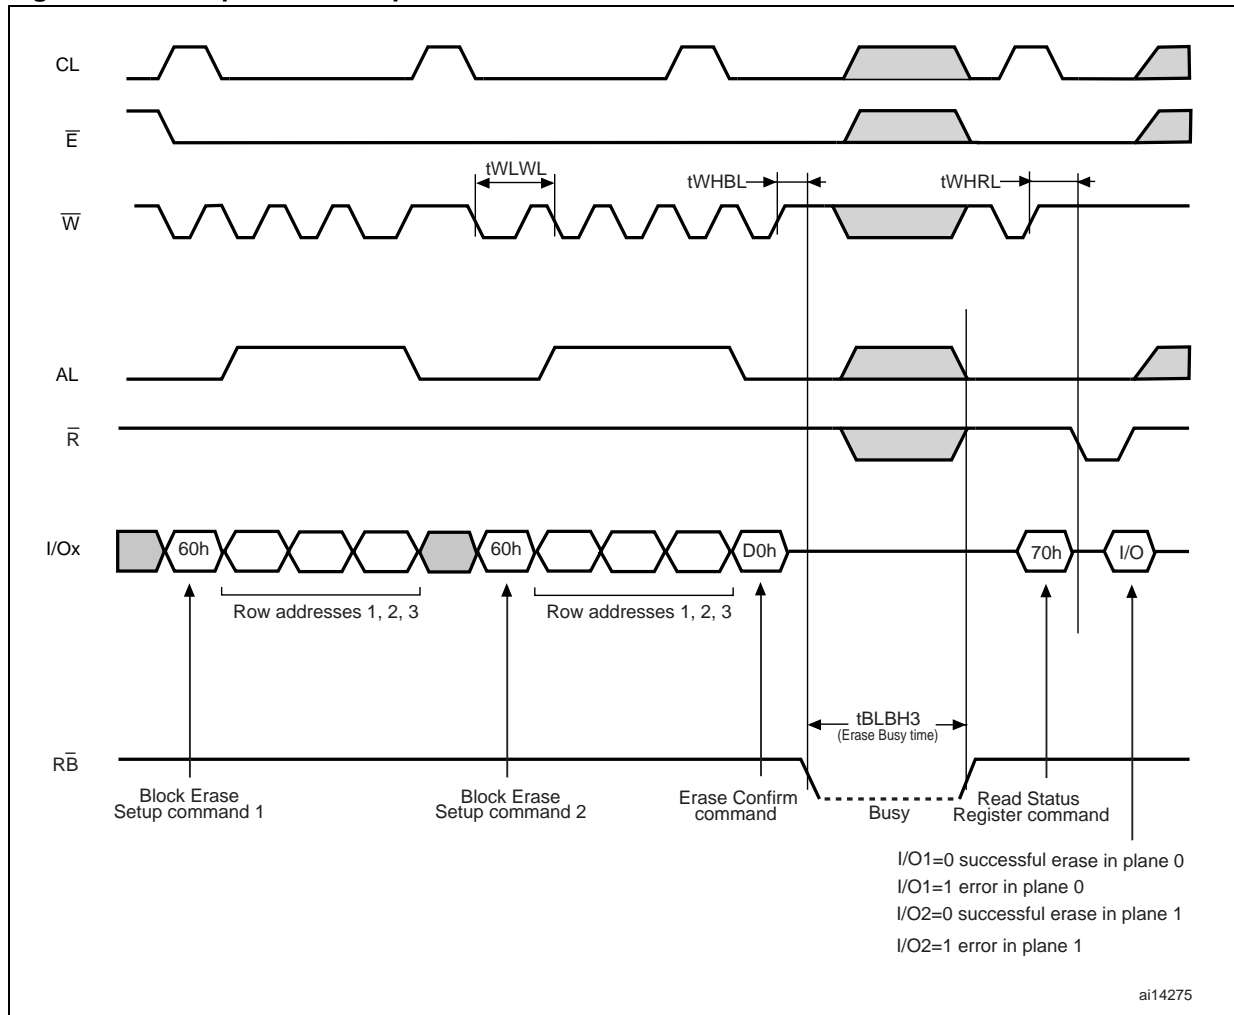 CL
E
tWLWL
tWHBL
tWHRL
W
AL
R
I/Ox
60h
60h
D0h
70h
I/O
Row addresses 1, 2, 3
Row addresses 1, 2, 3
tBLBH3
(Erase Busy time)
RB
Block Erase
Setup command 1
Block Erase
Setup command 2
Erase Confirm
command
Busy
Read Status
Register command
I/O1=0 successful erase in plane 0
I/O1=1 error in plane 0
I/O2=0 successful erase in plane 1
I/O2=1 error in plane 1
ai14275